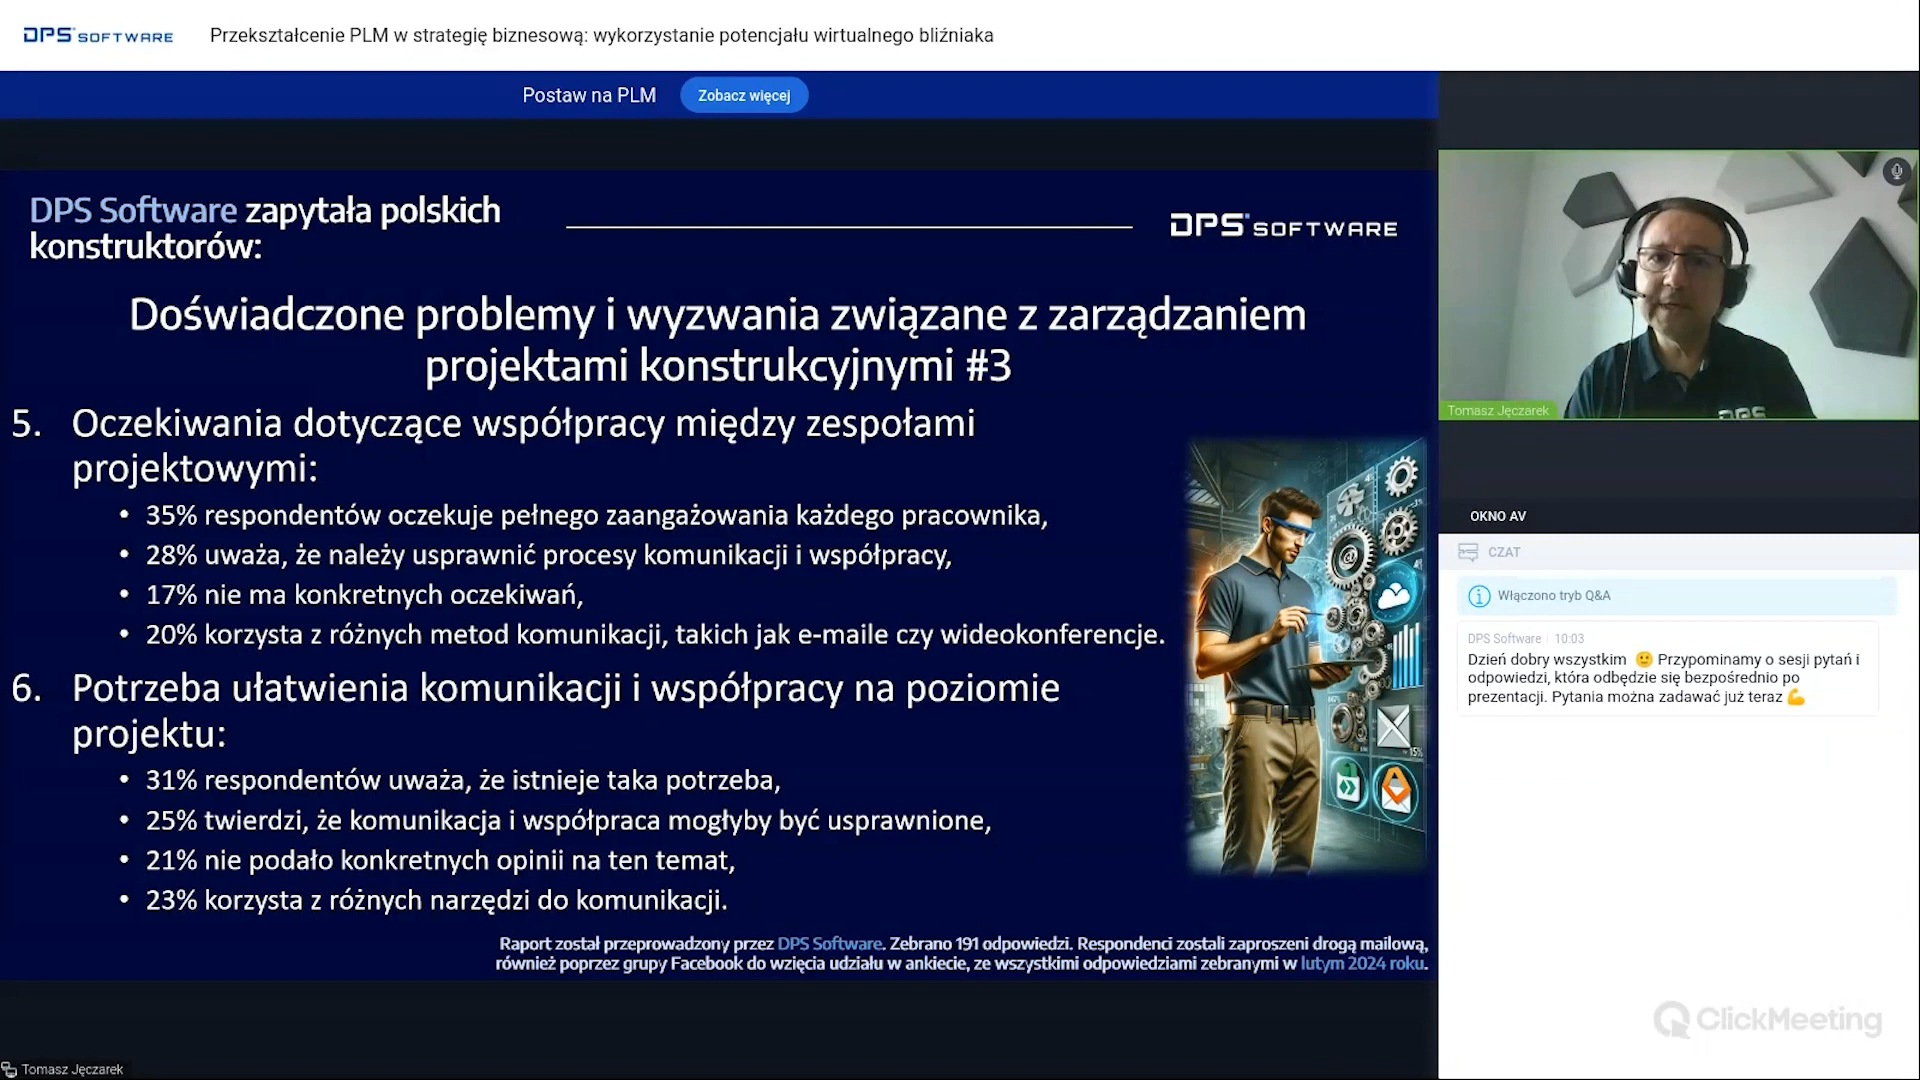 DPS SOFTWARE
Przekształcenie PLM w strategię biznesową: wykorzystanie potencjału wirtualnego bliźniaka
Postaw na PLM
Zobacz więcej
DPS Software zapytała polskich
konstruktorów:
DPS SOFTWARE
Doświadczone problemy i wyzwania związane z zarządzaniem
projektami konstrukcyjnymi #3
5. Oczekiwania dotyczące współpracy między zespołami
projektowymi:
• 35% respondentów oczekuje pełnego zaangażowania każdego pracownika,
• 28% uważa, że należy usprawnić procesy komunikacji i współpracy,
• 17% nie ma konkretnych oczekiwań,
• 20% korzysta z różnych metod komunikacji, takich jak e-maile czy wideokonferencje.
6. Potrzeba ułatwienia komunikacji i współpracy na poziomie
projektu:
• 31% respondentów uważa, że istnieje taka potrzeba,
• 25% twierdzi, że komunikacja i współpraca mogłyby być usprawnione,
• 21% nie podało konkretnych opinii na ten temat,
• 23% korzysta z różnych narzędzi do komunikacji.
Raport został przeprowadzony przez DPS Software. Zebrano 191 odpowiedzi. Respondenci zostali zaproszeni drogą mailową,
również poprzez grupy Facebook do wzięcia udziału w ankiecie, ze wszystkimi odpowiedziami zebranymi w lutym 2024 roku.
Tomasz Jęczarek
DPS
Tomasz Jęczarek
OKNO AV
CZAT
Włączono tryb Q&A
DPS Software 10:03
Dzień dobry wszystkim 🙂 Przypominamy o sesji pytań i
odpowiedzi, która odbędzie się bezpośrednio po
prezentacji. Pytania można zadawać już teraz 💪
ClickMeeting